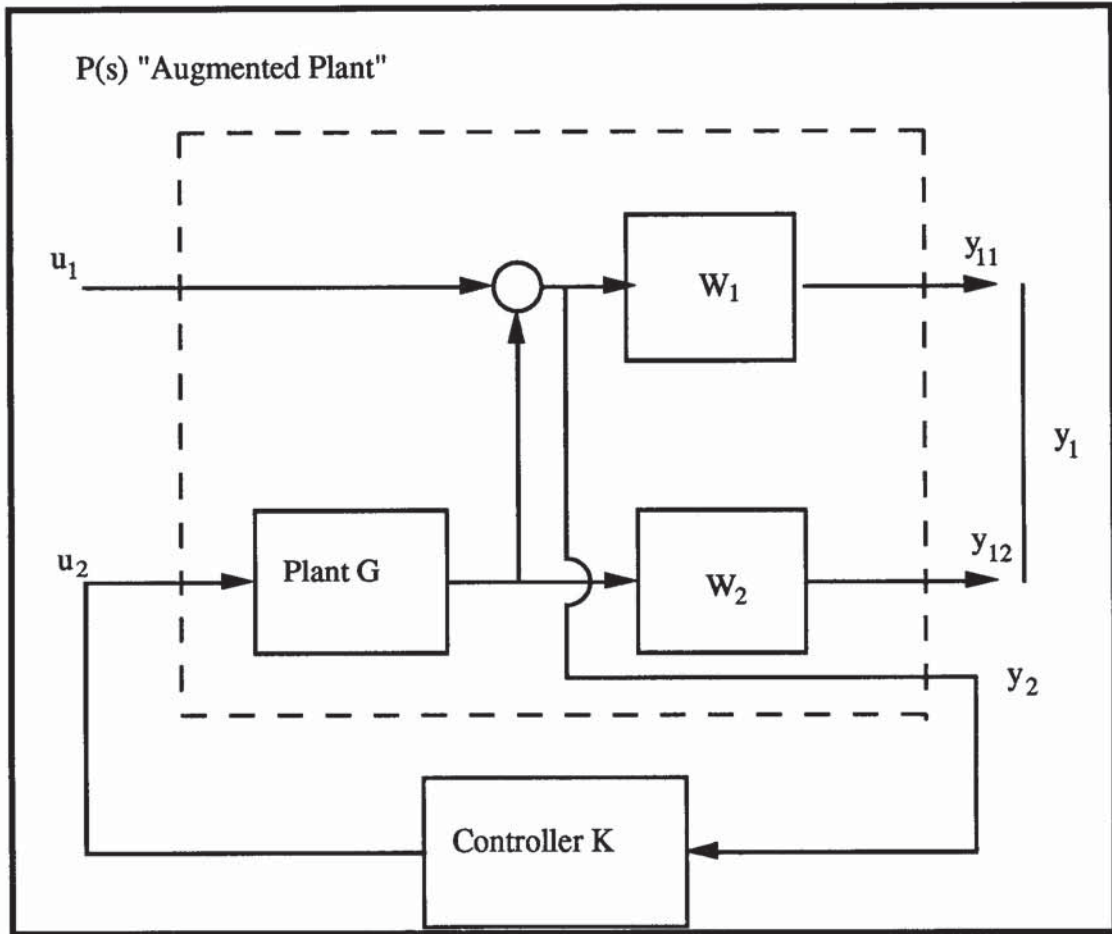 P(s) "Augmented Plant"
u1
W1
y11
y1
u2
Plant G
W2
y12
y2
Controller K